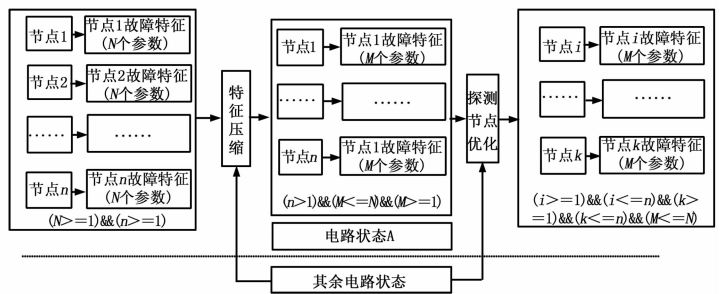 节点1
节点1故障特征
(N个参数)
节点2
节点2故障特征
(N个参数)
……
……
节点n
节点n故障特征
(N个参数)
(N>=1)&&(n>=1)
特征压缩
节点1
节点1故障特征
(M个参数)
……
……
节点n
节点1故障特征
(M个参数)
(n>1)&&(M<=N)&&(M>=1)
电路状态A
探测节点优化
节点i
节点i故障特征
(M个参数)
……
……
节点k
节点k故障特征
(M个参数)
(i>=1)&&(i<=n)&&(k>
=1)&&(k<=n)&&(M<=N)
其余电路状态